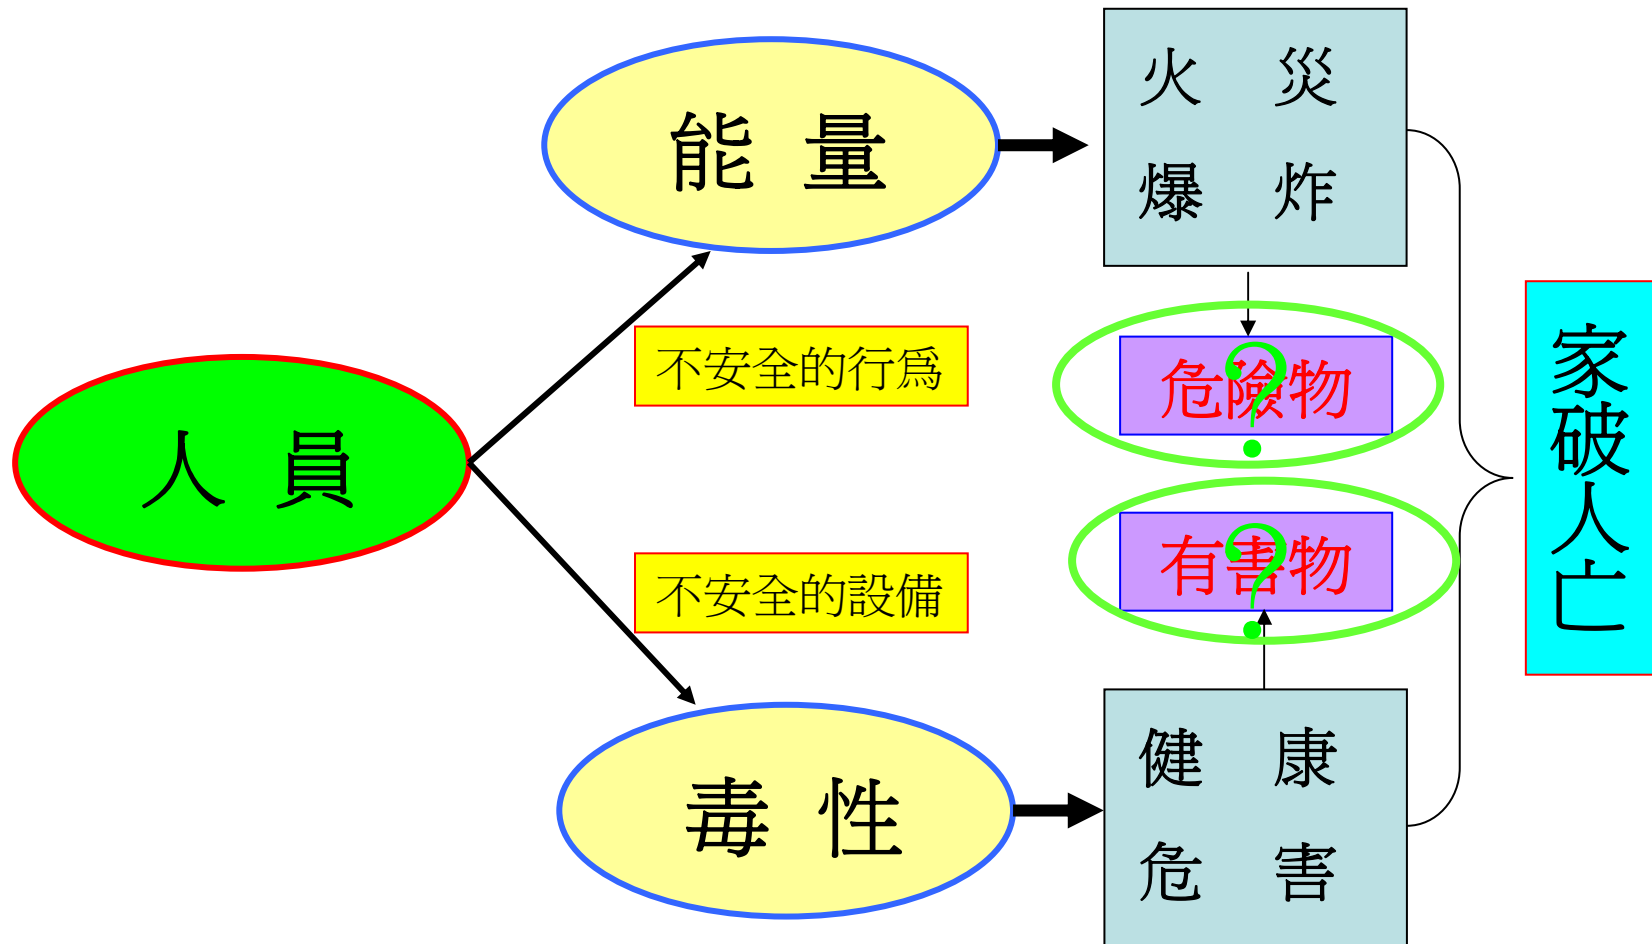 人 員
能 量
不安全的行為
不安全的設備
毒 性
火 災
爆 炸
危險物
?
有害物
?
健 康
危 害
家破人亡